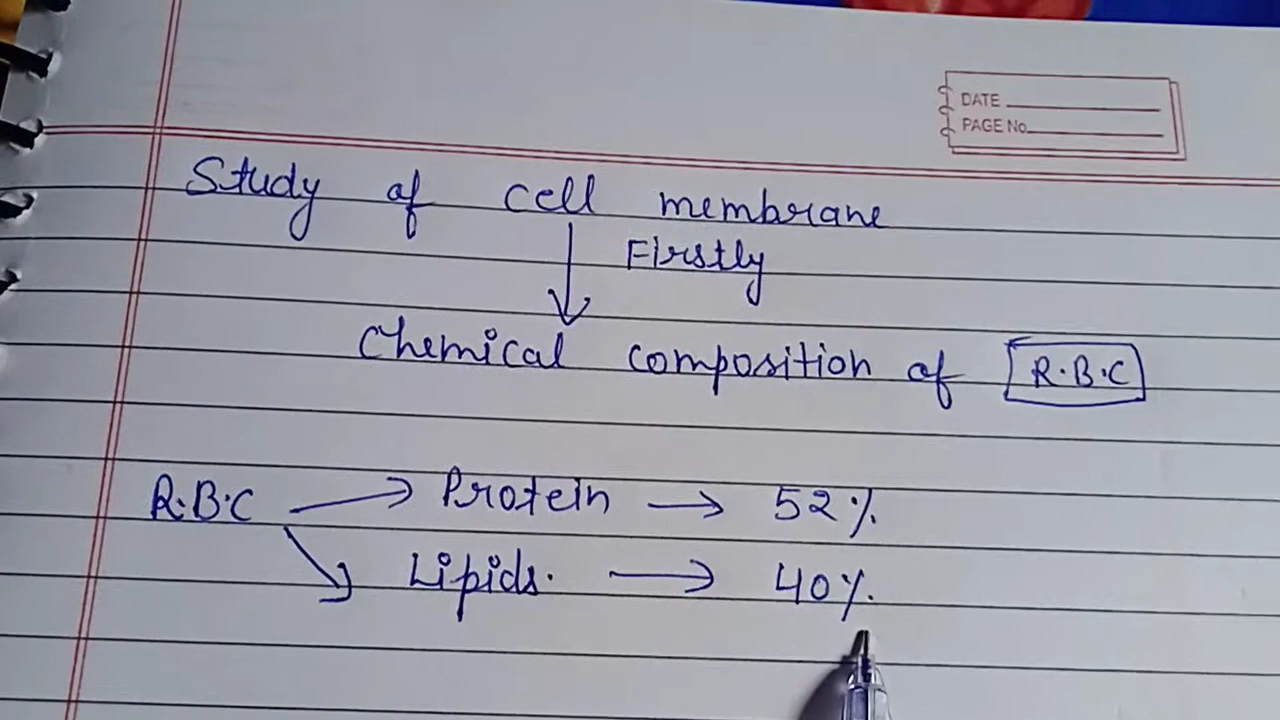 DATE
PAGE No.
Study of cell membrane
Firstly
Chemical composition of R.B.C
R.B.C → Protein → 52%
Lipids. → 40%.